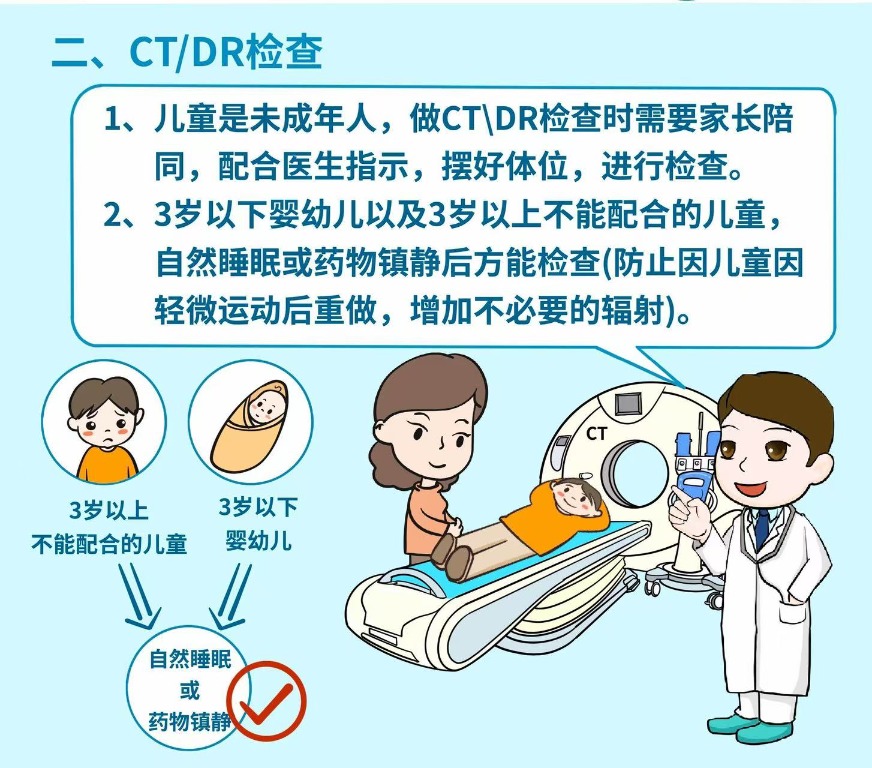 二、CT/DR检查
1、儿童是未成年人，做CT\DR检查时需要家长陪
同，配合医生指示，摆好体位，进行检查。
2、3岁以下婴幼儿以及3岁以上不能配合的儿童，
自然睡眠或药物镇静后方能检查(防止因儿童因
轻微运动后重做，增加不必要的辐射)。
CT
3岁以上
不能配合的儿童
3岁以下
婴幼儿
自然睡眠
或
药物镇静